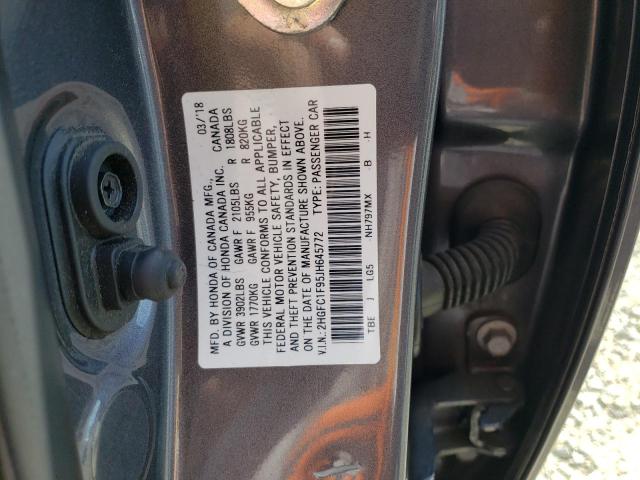 MFD. BY HONDA OF CANADA MFG., 03/18
A DIVISION OF HONDA CANADA INC. CANADA
GVWR 3902LBS GAWR F 2105LBS R 1808LBS
GVWR 1770KG GAWR F 955KG R 820KG
THIS VEHICLE CONFORMS TO ALL APPLICABLE
FEDERAL MOTOR VEHICLE SAFETY, BUMPER,
AND THEFT PREVENTION STANDARDS IN EFFECT
ON THE DATE OF MANUFACTURE SHOWN ABOVE.
V.I.N.: 2HGFC1F95JH645772 TYPE: PASSENGER CAR
TBE J LG5 NH797MX B H